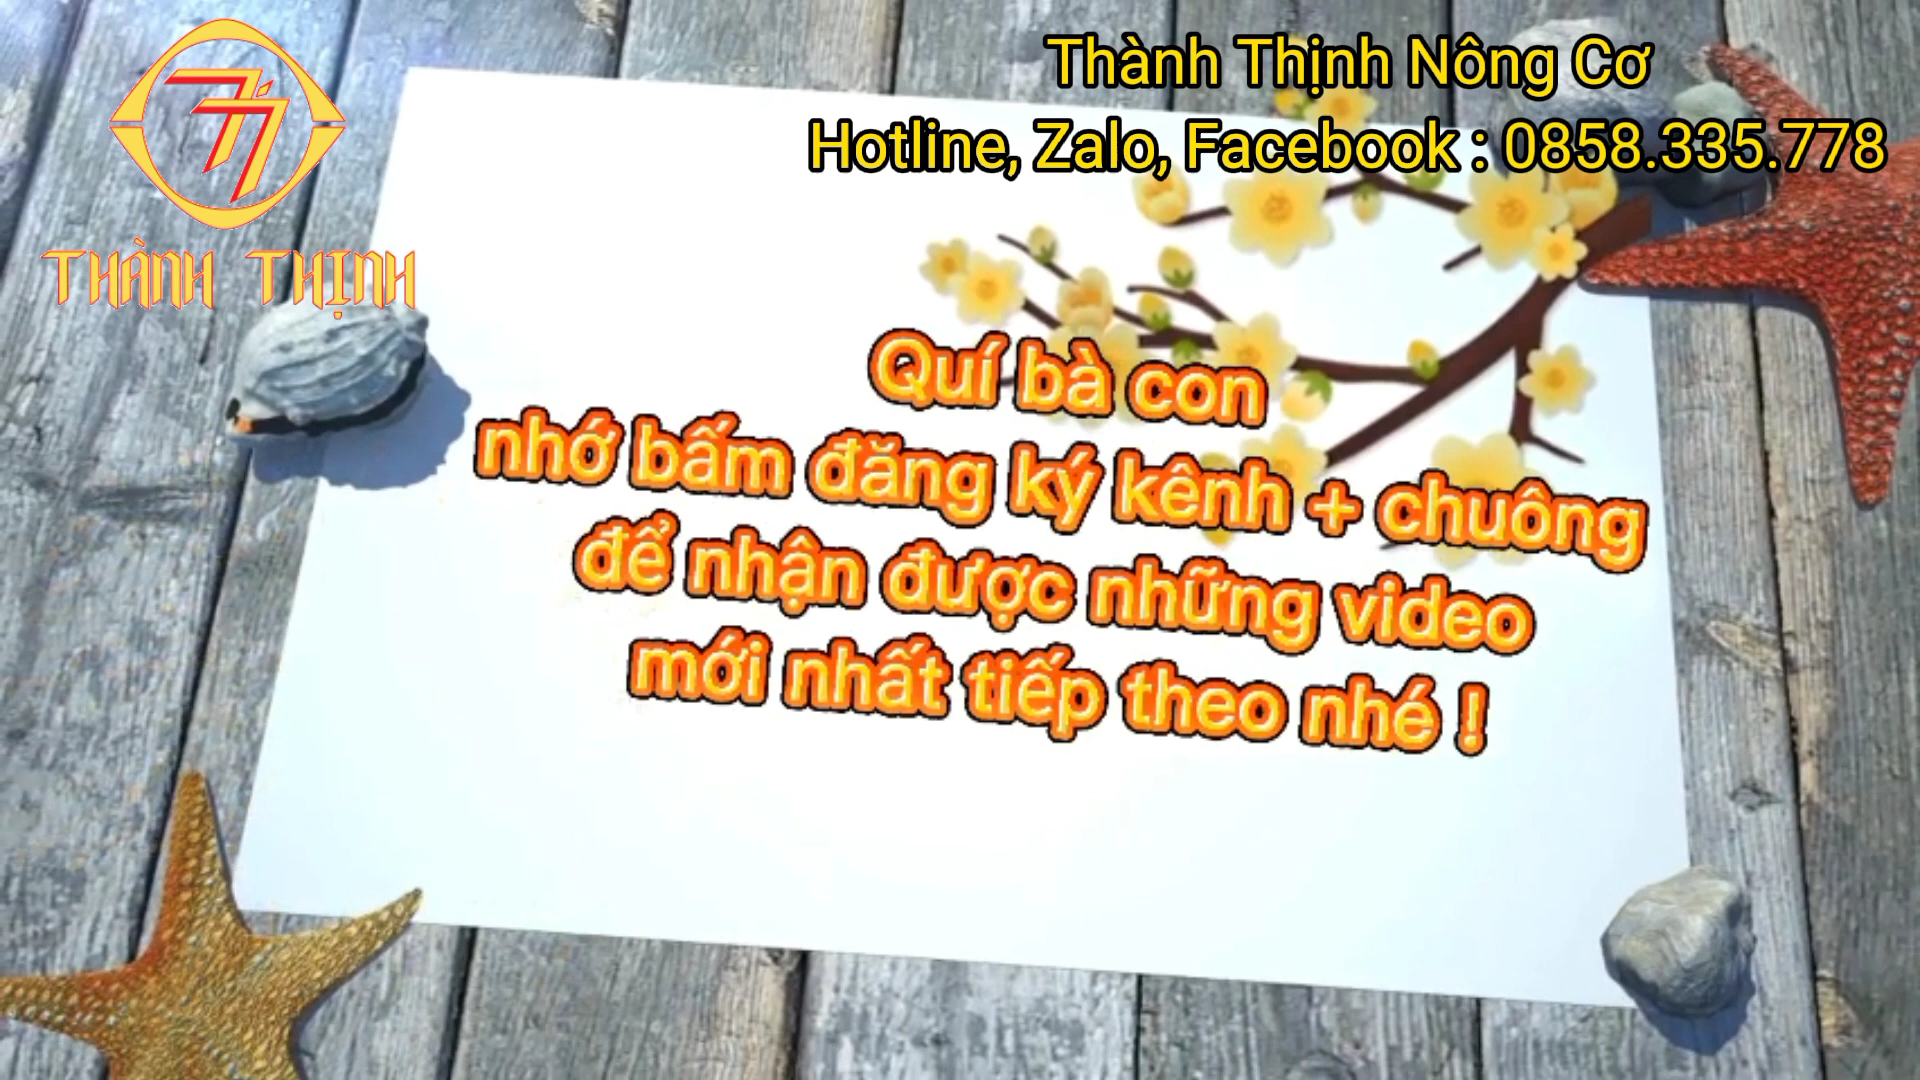 THÀNH THỊNH
Thành Thịnh Nông Cơ
Hotline, Zalo, Facebook : 0858.335.778
Quí bà con
nhớ bấm đăng ký kênh + chuông
để nhận được những video
mới nhất tiếp theo nhé !